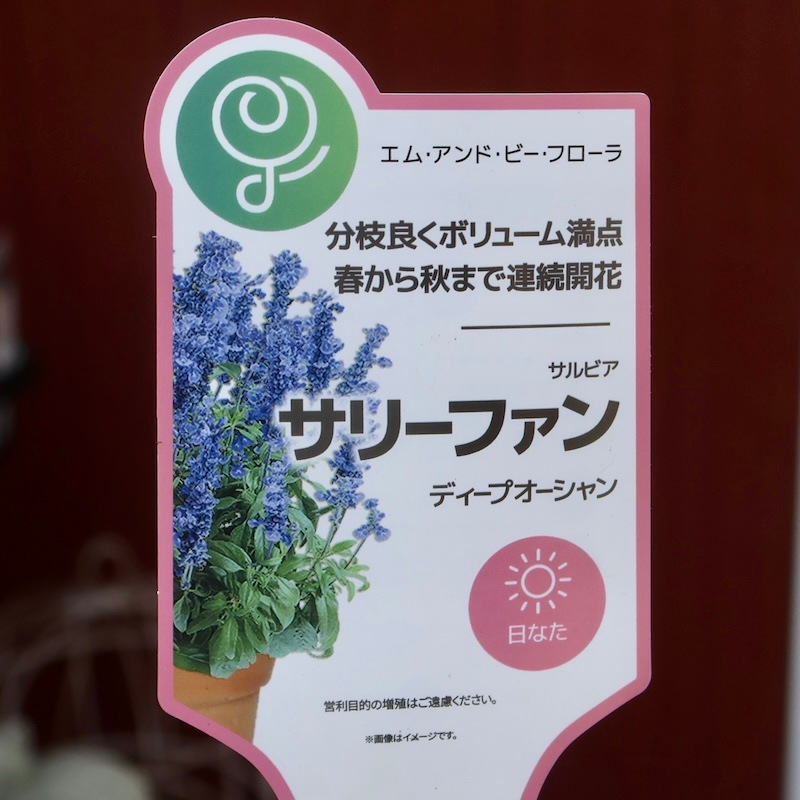 エム・アンド・ビー・フローラ
分枝良くボリューム満点
春から秋まで連続開花
サルビア
サリーファン
ディープオーシャン
日なた
営利目的の増殖はご遠慮ください。
※画像はイメージです。